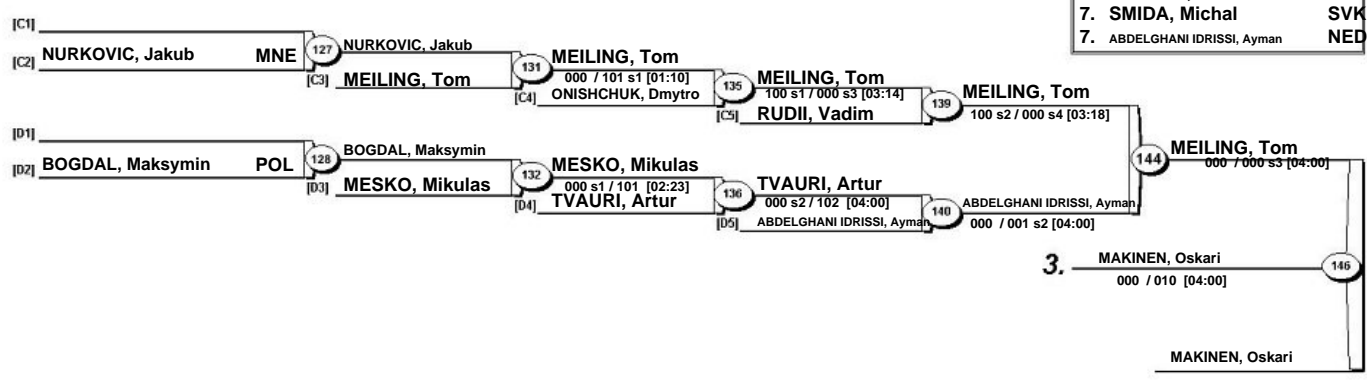 7. SMIDA, Michal SVK
7. ABDELGHANI IDRISSI, Ayman NED
[C1]
[C2] NURKOVIC, Jakub MNE
127
NURKOVIC, Jakub
[C3] MEILING, Tom
131
MEILING, Tom
000 / 101 s1 [01:10]
[C4] ONISHCHUK, Dmytro
135
MEILING, Tom
100 s1 / 000 s3 [03:14]
[C5] RUDII, Vadim
139
MEILING, Tom
100 s2 / 000 s4 [03:18]
[D1]
[D2] BOGDAL, Maksymin POL
128
BOGDAL, Maksymin
[D3] MESKO, Mikulas
132
MESKO, Mikulas
000 s1 / 101 [02:23]
[D4] TVAURI, Artur
136
TVAURI, Artur
000 s2 / 102 [04:00]
[D5] ABDELGHANI IDRISSI, Ayman
140
ABDELGHANI IDRISSI, Ayman
000 / 001 s2 [04:00]
144
MEILING, Tom
000 / 000 s3 [04:00]
3. MAKINEN, Oskari
000 / 010 [04:00]
146
MAKINEN, Oskari